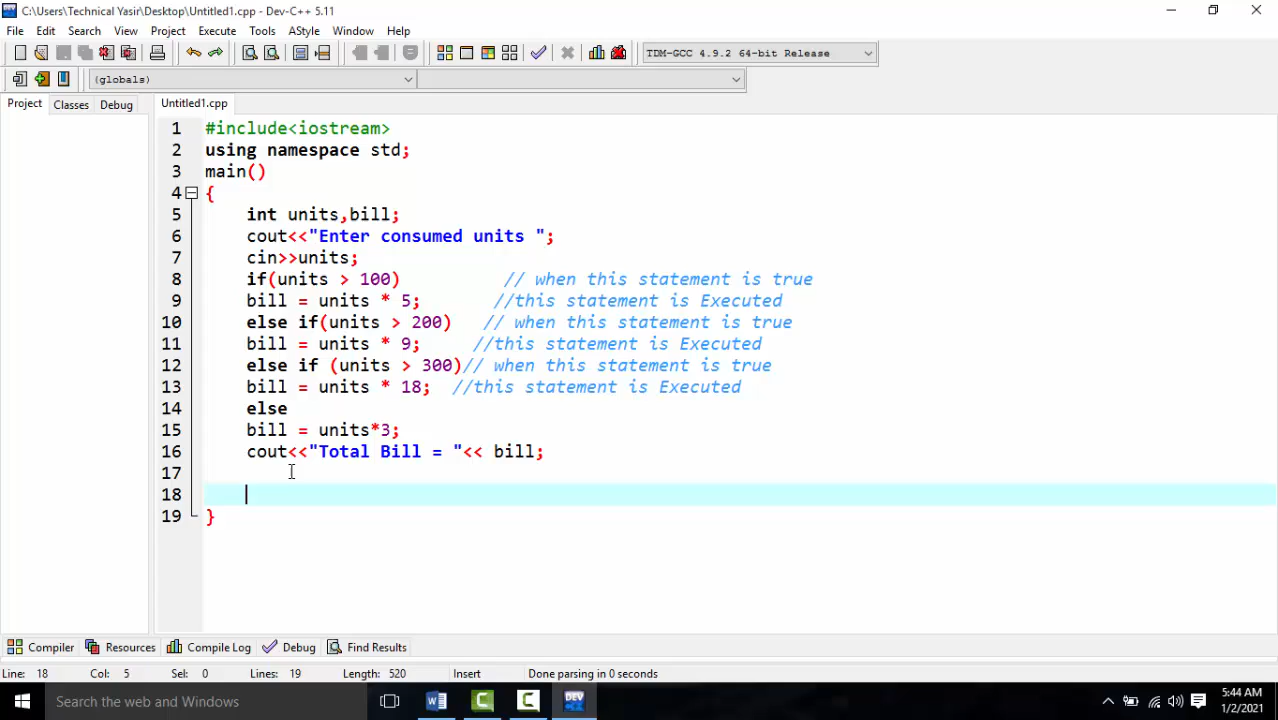 C:\Users\Technical Yasir\Desktop\Untitled1.cpp - Dev-C++ 5.11
File Edit Search View Project Execute Tools AStyle Window Help
TDM-GCC 4.9.2 64-bit Release
(globals)
Project Classes Debug
Untitled1.cpp
1 #include<iostream>
2 using namespace std;
3 main()
4 {
5 int units,bill;
6 cout<<"Enter consumed units ";
7 cin>>units;
8 if(units > 100) // when this statement is true
9 bill = units * 5; //this statement is Executed
10 else if(units > 200) // when this statement is true
11 bill = units * 9; //this statement is Executed
12 else if (units > 300)// when this statement is true
13 bill = units * 18; //this statement is Executed
14 else
15 bill = units*3;
16 cout<<"Total Bill = "<< bill;
17
18
19 }
Compiler Resources Compile Log Debug Find Results
Line: 18 Col: 5 Sel: 0 Lines: 19 Length: 520 Insert Done parsing in 0 seconds
Search the web and Windows
DEV
5:44 AM
1/2/2021